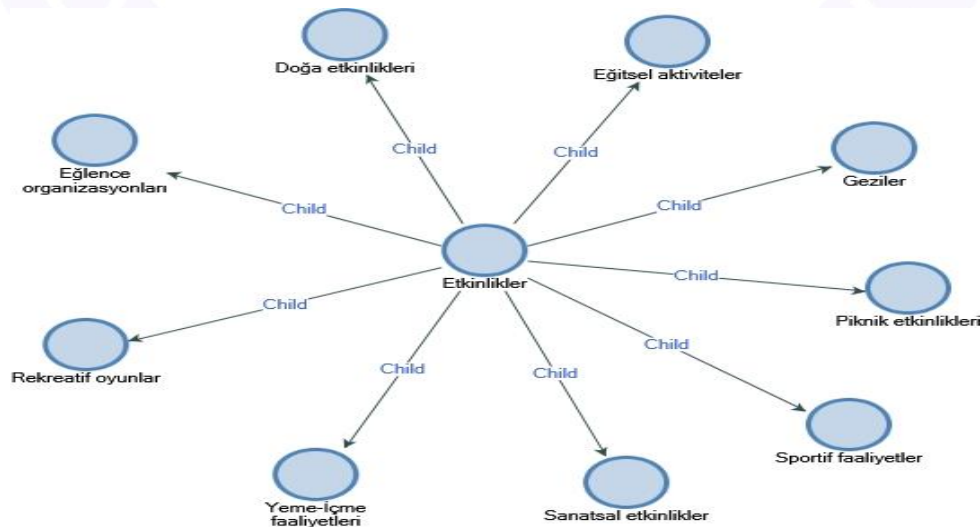 Doğa etkinlikleri
Eğitsel aktiviteler
Child
Child
Eğlence
organizasyonları
Geziler
Child
Child
Etkinlikler
Child
Piknik etkinlikleri
Child
Child
Rekreatif oyunlar
Child
Child
Sportif faaliyetler
Yeme-İçme
faaliyetleri
Sanatsal etkinlikler